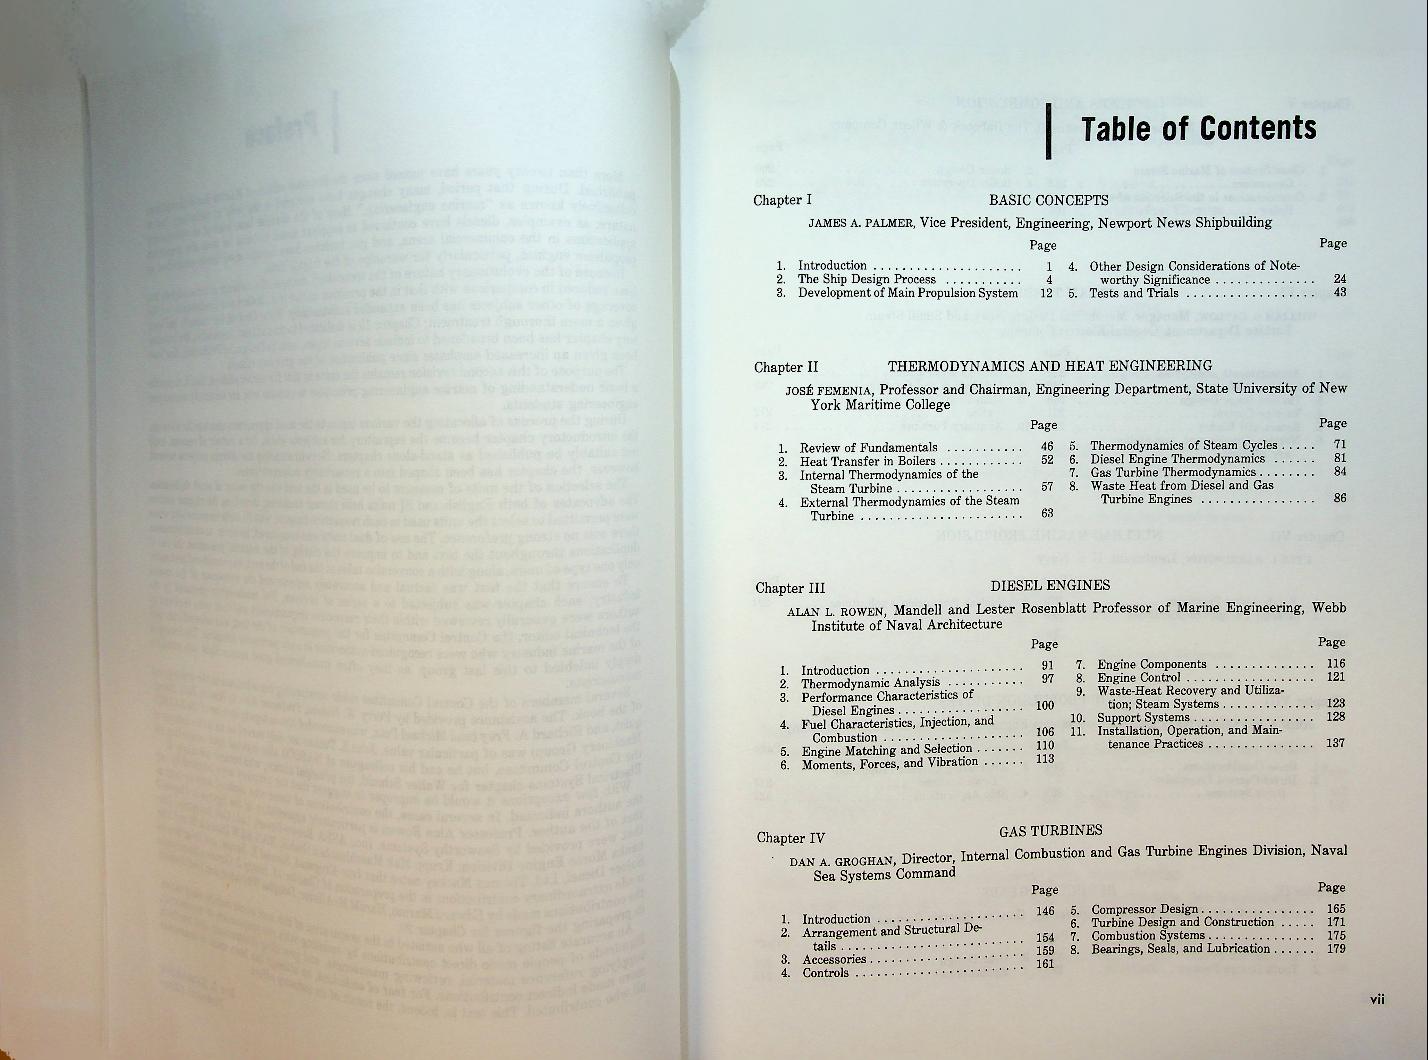 Table of Contents
Chapter I
BASIC CONCEPTS
JAMES A. PALMER, Vice President, Engineering, Newport News Shipbuilding
Page
1. Introduction ..................... 1
2. The Ship Design Process ........... 4
3. Development of Main Propulsion System 12
Page
4. Other Design Considerations of Note-
worthy Significance .............. 24
5. Tests and Trials .................. 43
Chapter II
THERMODYNAMICS AND HEAT ENGINEERING
JOSÉ FEMENIA, Professor and Chairman, Engineering Department, State University of New
York Maritime College
Page
1. Review of Fundamentals ........... 46
2. Heat Transfer in Boilers ............ 52
3. Internal Thermodynamics of the
Steam Turbine .................. 57
4. External Thermodynamics of the Steam
Turbine ....................... 63
Page
5. Thermodynamics of Steam Cycles ..... 71
6. Diesel Engine Thermodynamics ...... 81
7. Gas Turbine Thermodynamics ........ 84
8. Waste Heat from Diesel and Gas
Turbine Engines ................ 86
Chapter III
DIESEL ENGINES
ALAN L. ROWEN, Mandell and Lester Rosenblatt Professor of Marine Engineering, Webb
Institute of Naval Architecture
Page
1. Introduction ..................... 91
2. Thermodynamic Analysis ........... 97
3. Performance Characteristics of
Diesel Engines .................. 100
4. Fuel Characteristics, Injection, and
Combustion .................... 106
5. Engine Matching and Selection ....... 110
6. Moments, Forces, and Vibration ...... 113
Page
7. Engine Components .............. 116
8. Engine Control .................. 121
9. Waste-Heat Recovery and Utiliza-
tion; Steam Systems ............. 123
10. Support Systems ................. 128
11. Installation, Operation, and Main-
tenance Practices ............... 137
Chapter IV
GAS TURBINES
DAN A. GROGHAN, Director, Internal Combustion and Gas Turbine Engines Division, Naval
Sea Systems Command
Page
1. Introduction ..................... 146
2. Arrangement and Structural De-
tails .......................... 154
3. Accessories ...................... 159
4. Controls ........................ 161
Page
5. Compressor Design ................ 165
6. Turbine Design and Construction ..... 171
7. Combustion Systems ............... 175
8. Bearings, Seals, and Lubrication ...... 179
vii